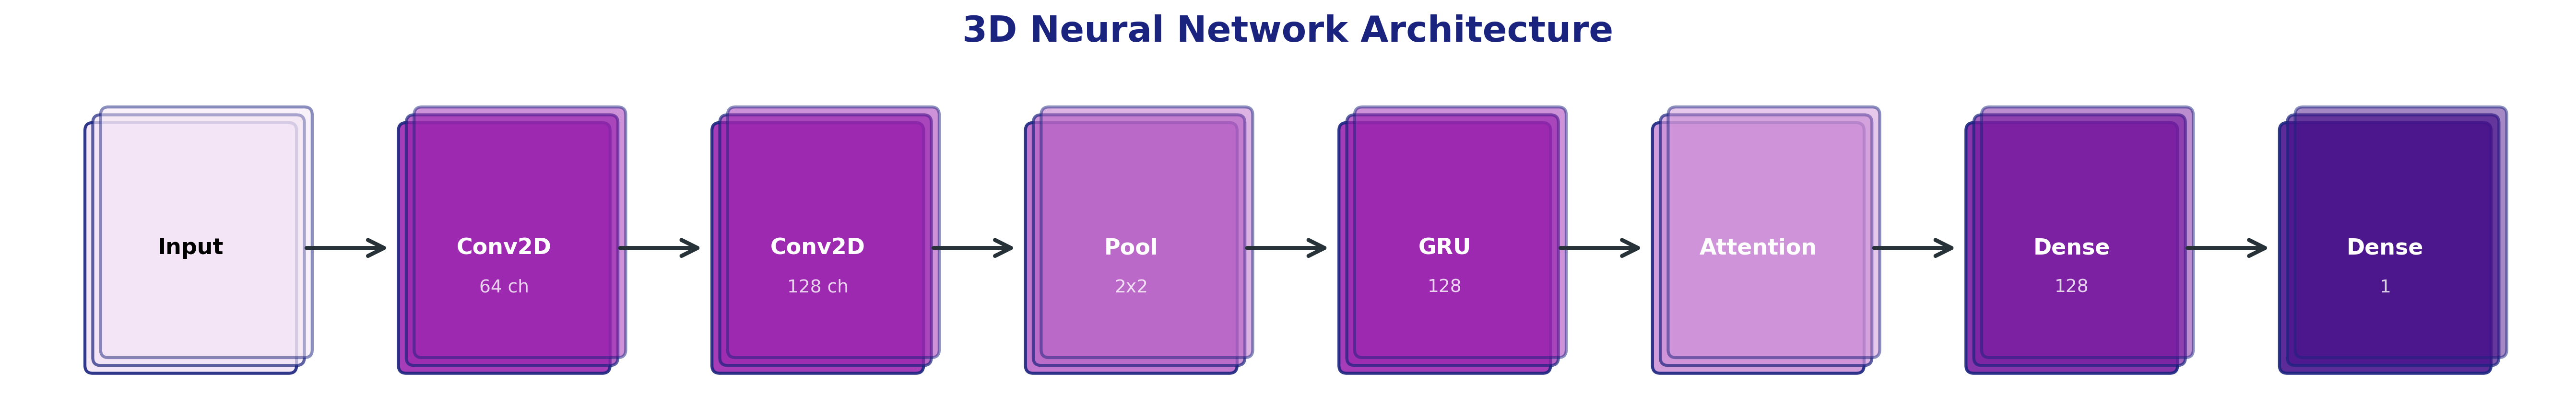 3D Neural Network Architecture
Input
Conv2D
64 ch
Conv2D
128 ch
Pool
2x2
GRU
128
Attention
Dense
128
Dense
1